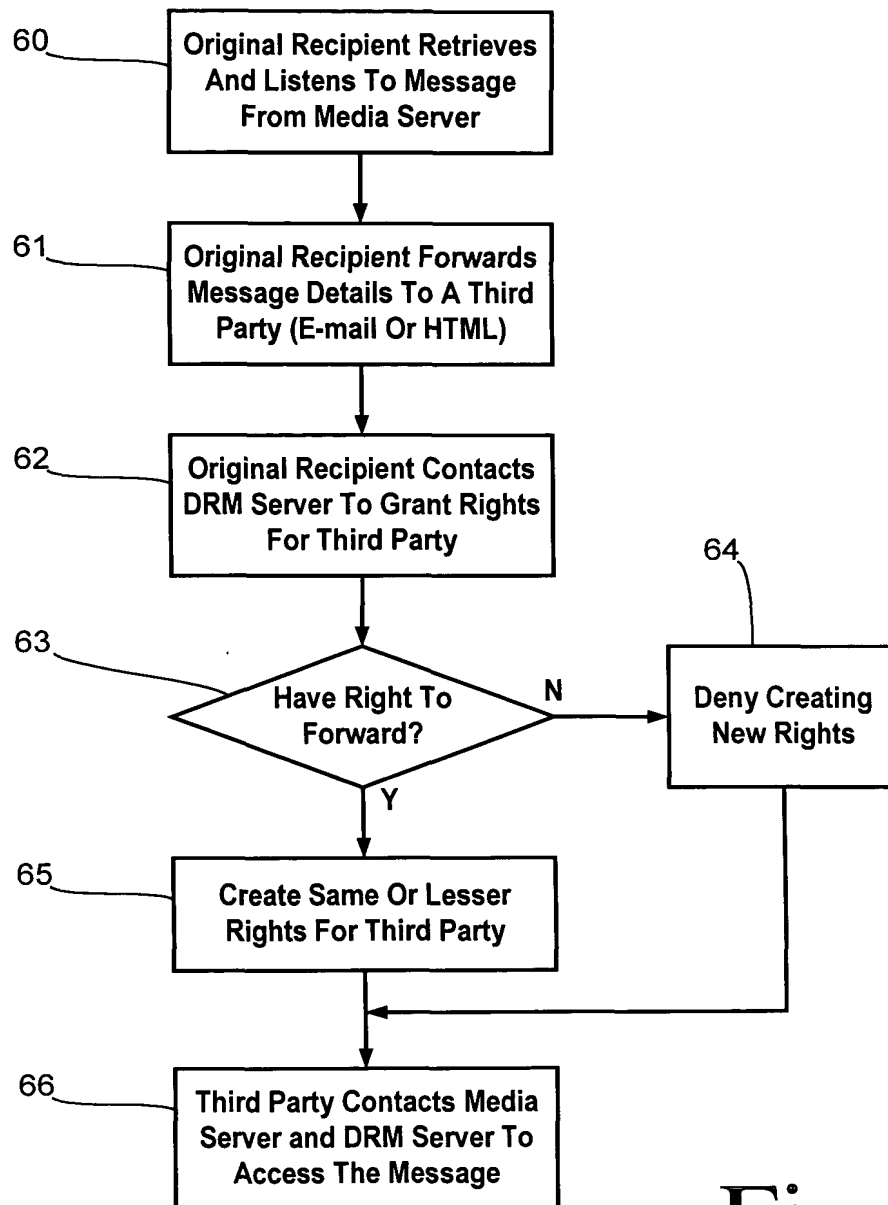 60
Original Recipient Retrieves
And Listens To Message
From Media Server
61
Original Recipient Forwards
Message Details To A Third
Party (E-mail Or HTML)
62
Original Recipient Contacts
DRM Server To Grant Rights
For Third Party
63
Have Right To
Forward?
N
Y
64
Deny Creating
New Rights
65
Create Same Or Lesser
Rights For Third Party
66
Third Party Contacts Media
Server and DRM Server To
Access The Message